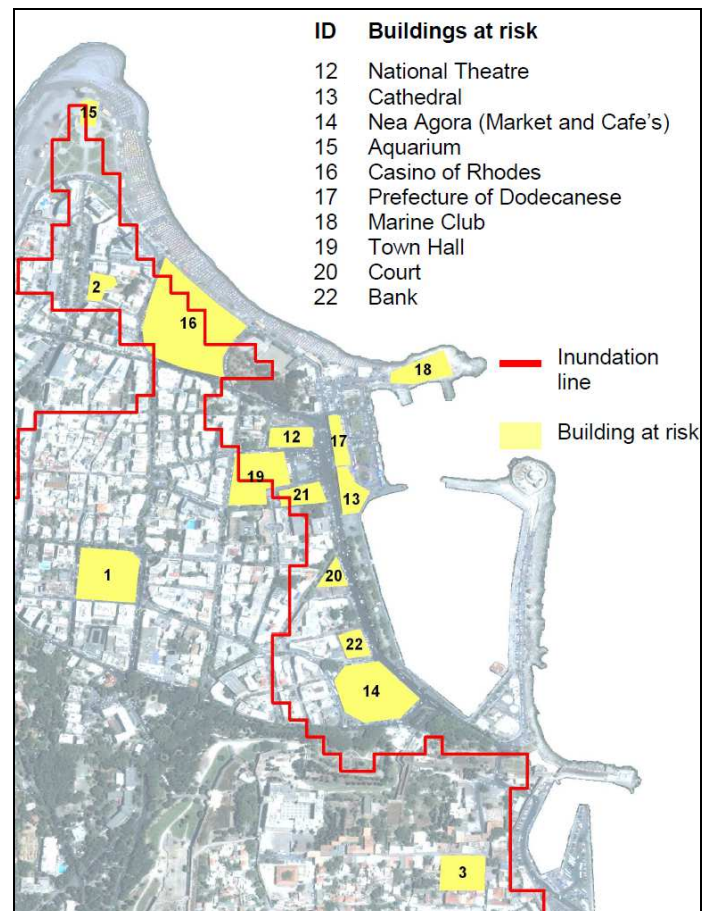 ID Buildings at risk
12 National Theatre
13 Cathedral
14 Nea Agora (Market and Cafe's)
15 Aquarium
16 Casino of Rhodes
17 Prefecture of Dodecanese
18 Marine Club
19 Town Hall
20 Court
22 Bank
Inundation
line
Building at risk
15
2
16
18
12
17
19
21
13
1
20
22
14
3